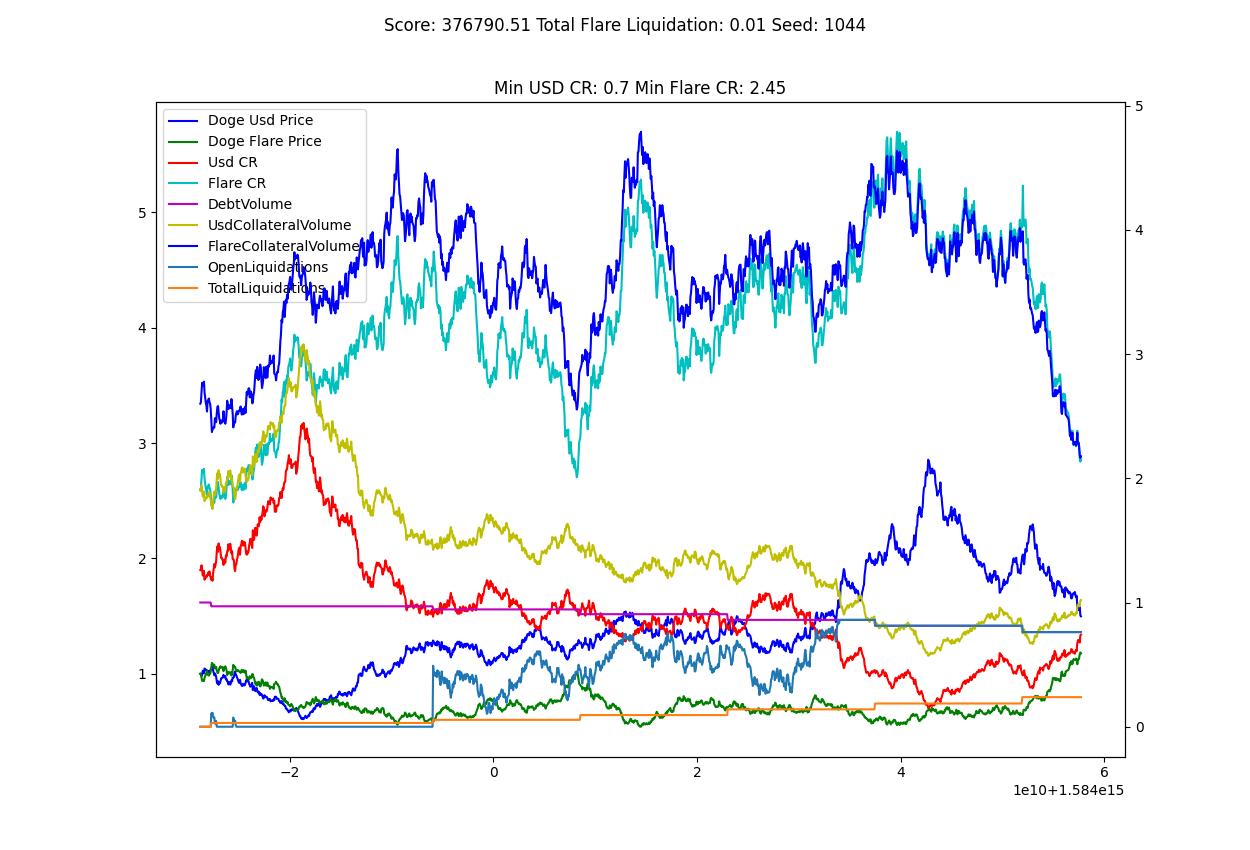 Score: 376790.51 Total Flare Liquidation: 0.01 Seed: 1044
Min USD CR: 0.7 Min Flare CR: 2.45
Doge Usd Price
Doge Flare Price
Usd CR
Flare CR
DebtVolume
UsdCollateralVolume
FlareCollateralVolume
OpenLiquidations
TotalLiquidations
5
4
3
2
1
5
4
3
2
1
0
−2
0
2
4
6
1e10+1.584e15